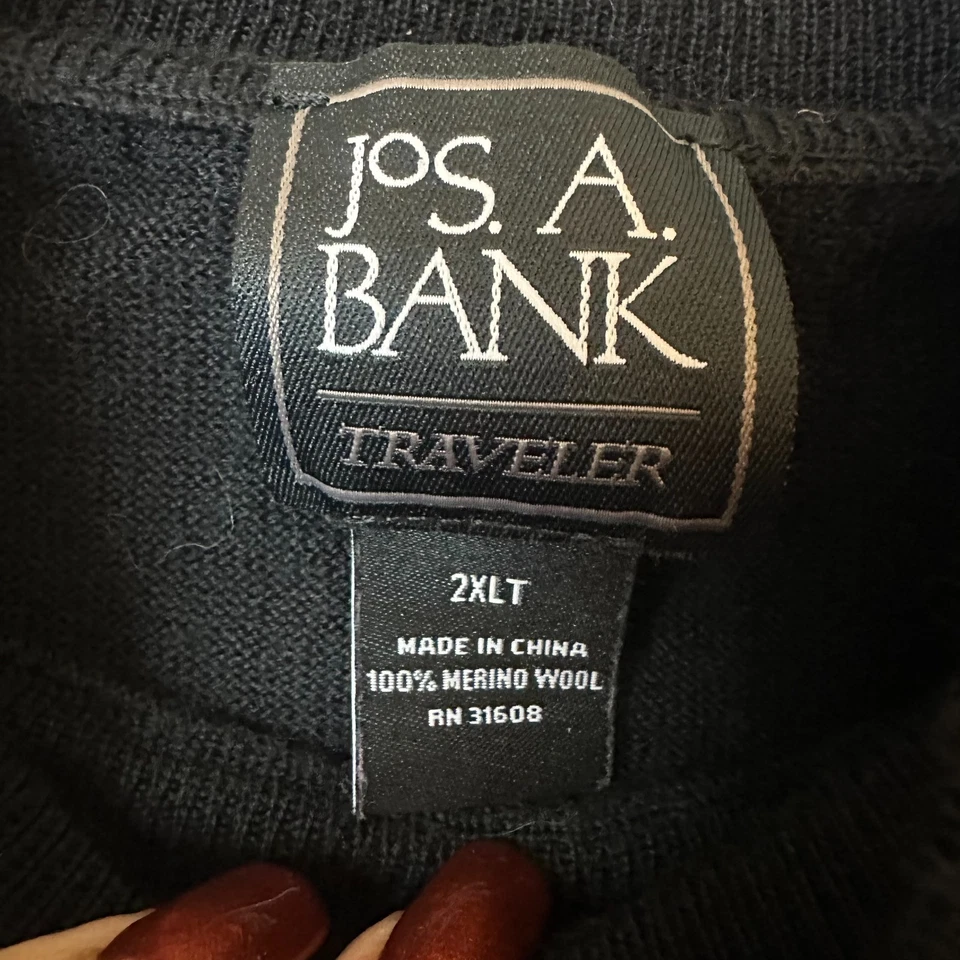 JOS. A.
BANK
TRAVELER
2XLT
MADE IN CHINA
100% MERINO WOOL
RN 31608